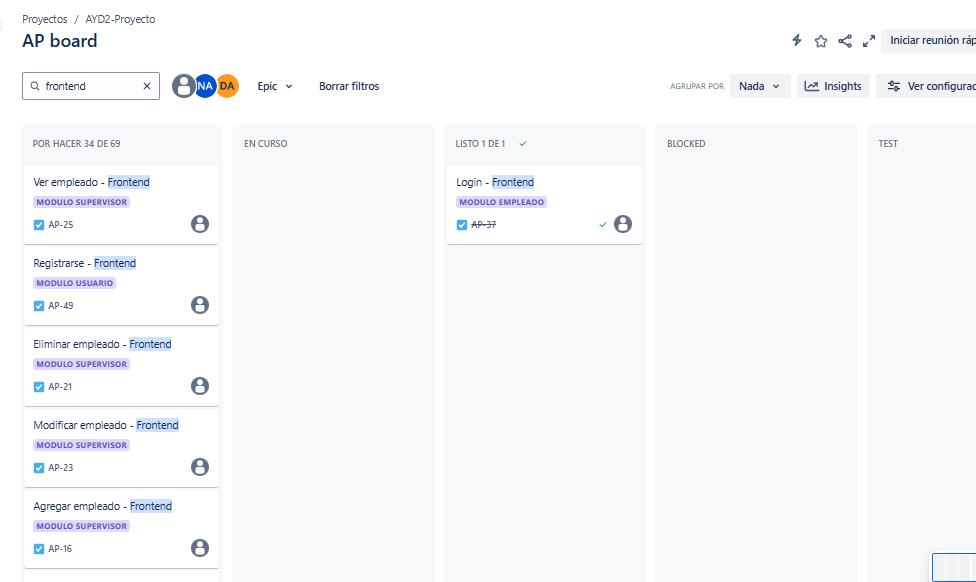 Proyectos / AYD2-Proyecto
AP board
Iniciar reunión ráp
frontend
NA
DA
Epic
Borrar filtros
AGRUPAR POR
Nada
Insights
Ver configurac
POR HACER 34 DE 69
Ver empleado - Frontend
MODULO SUPERVISOR
AP-25
Registrarse - Frontend
MODULO USUARIO
AP-49
Eliminar empleado - Frontend
MODULO SUPERVISOR
AP-21
Modificar empleado - Frontend
MODULO SUPERVISOR
AP-23
Agregar empleado - Frontend
MODULO SUPERVISOR
AP-16
EN CURSO
LISTO 1 DE 1
Login - Frontend
MODULO EMPLEADO
AP-37
BLOCKED
TEST